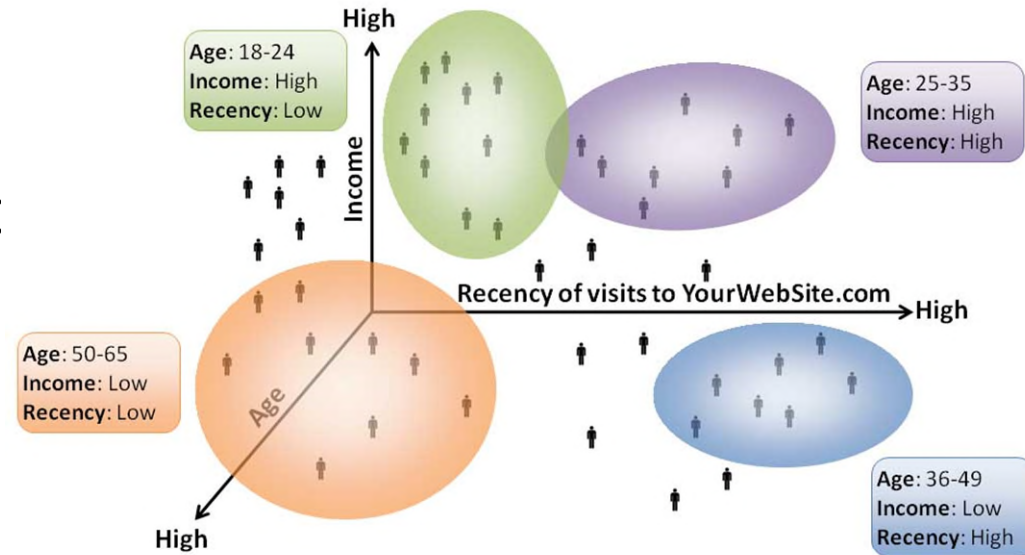 High
Age: 18-24
Income: High
Recency: Low
Age: 25-35
Income: High
Recency: High
Income
Recency of visits to YourWebSite.com
High
Age: 50-65
Income: Low
Recency: Low
Age
High
Age: 36-49
Income: Low
Recency: High